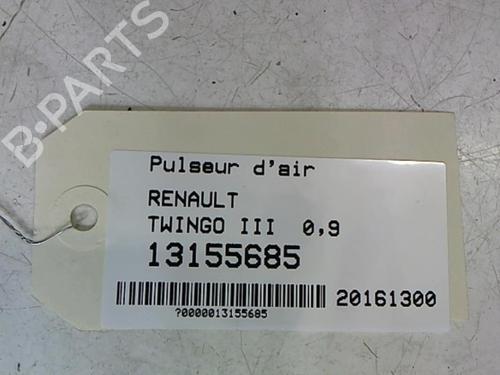 B-PARTS
Pulseur d'air
RENAULT
TWINGO III 0,9
13155685
20161300
?0000013155685